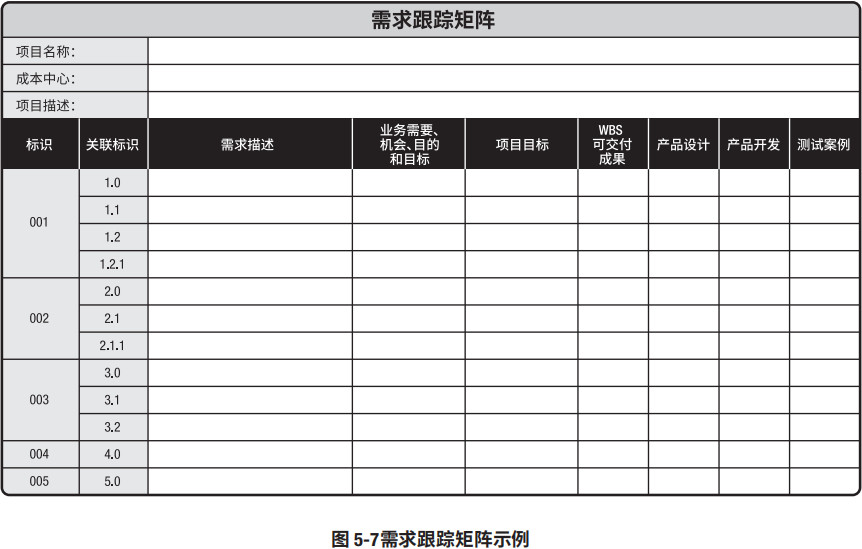 需求跟踪矩阵
项目名称：
成本中心：
项目描述：
标识 关联标识 需求描述 业务需要、机会、目的和目标 项目目标 WBS可交付成果 产品设计 产品开发 测试案例
001 1.0
1.1
1.2
1.2.1
002 2.0
2.1
2.1.1
003 3.0
3.1
3.2
004 4.0
005 5.0
图 5-7需求跟踪矩阵示例